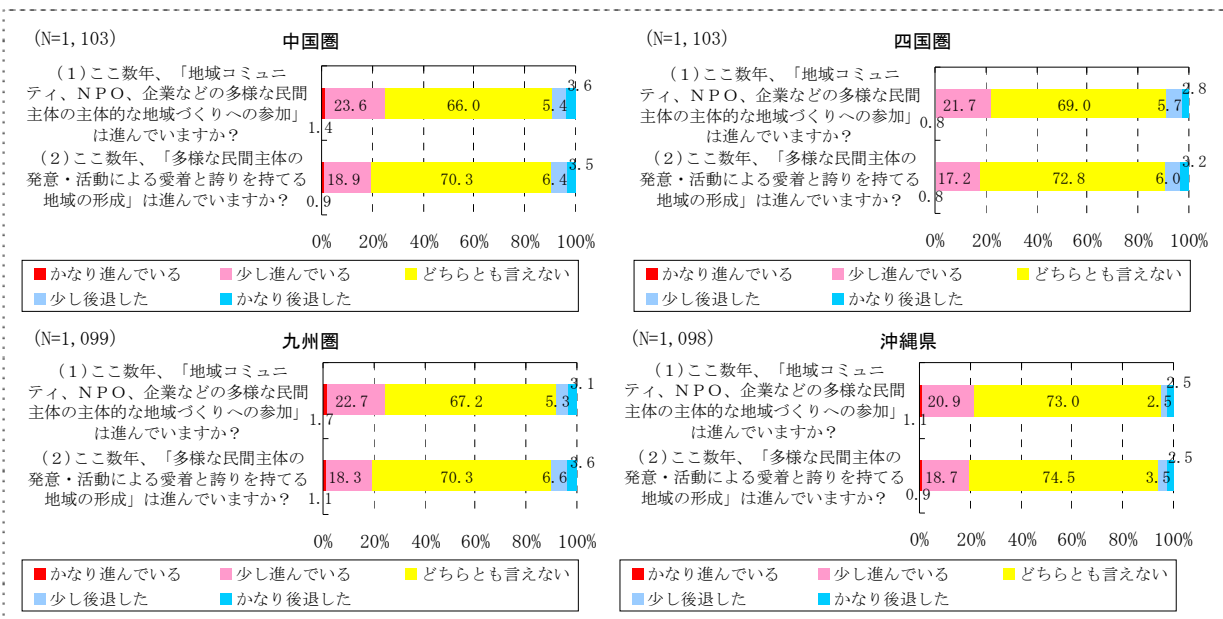 (N=1,103)
中国圏
(1)ここ数年、「地域コミュニ
ティ、NPO、企業などの多様な民間
主体の主体的な地域づくりへの参加」
は進んでいますか?
1.4
23.6
66.0
5.4
3.6
(2)ここ数年、「多様な民間主体の
発意・活動による愛着と誇りを持てる
地域の形成」は進んでいますか?
0.9
18.9
70.3
6.4
3.5
0% 20% 40% 60% 80% 100%
かなり進んでいる 少し進んでいる どちらとも言えない
少し後退した かなり後退した
(N=1,103)
四国圏
(1)ここ数年、「地域コミュニ
ティ、NPO、企業などの多様な民間
主体の主体的な地域づくりへの参加」
は進んでいますか?
0.8
21.7
69.0
5.7
2.8
(2)ここ数年、「多様な民間主体の
発意・活動による愛着と誇りを持てる
地域の形成」は進んでいますか?
0.8
17.2
72.8
6.0
3.2
0% 20% 40% 60% 80% 100%
かなり進んでいる 少し進んでいる どちらとも言えない
少し後退した かなり後退した
(N=1,099)
九州圏
(1)ここ数年、「地域コミュニ
ティ、NPO、企業などの多様な民間
主体の主体的な地域づくりへの参加」
は進んでいますか?
1.7
22.7
67.2
5.3
3.1
(2)ここ数年、「多様な民間主体の
発意・活動による愛着と誇りを持てる
地域の形成」は進んでいますか?
1.1
18.3
70.3
6.6
3.6
0% 20% 40% 60% 80% 100%
かなり進んでいる 少し進んでいる どちらとも言えない
少し後退した かなり後退した
(N=1,098)
沖縄県
(1)ここ数年、「地域コミュニ
ティ、NPO、企業などの多様な民間
主体の主体的な地域づくりへの参加」
は進んでいますか?
1.1
20.9
73.0
2.5
2.5
(2)ここ数年、「多様な民間主体の
発意・活動による愛着と誇りを持てる
地域の形成」は進んでいますか?
0.9
18.7
74.5
3.5
2.5
0% 20% 40% 60% 80% 100%
かなり進んでいる 少し進んでいる どちらとも言えない
少し後退した かなり後退した